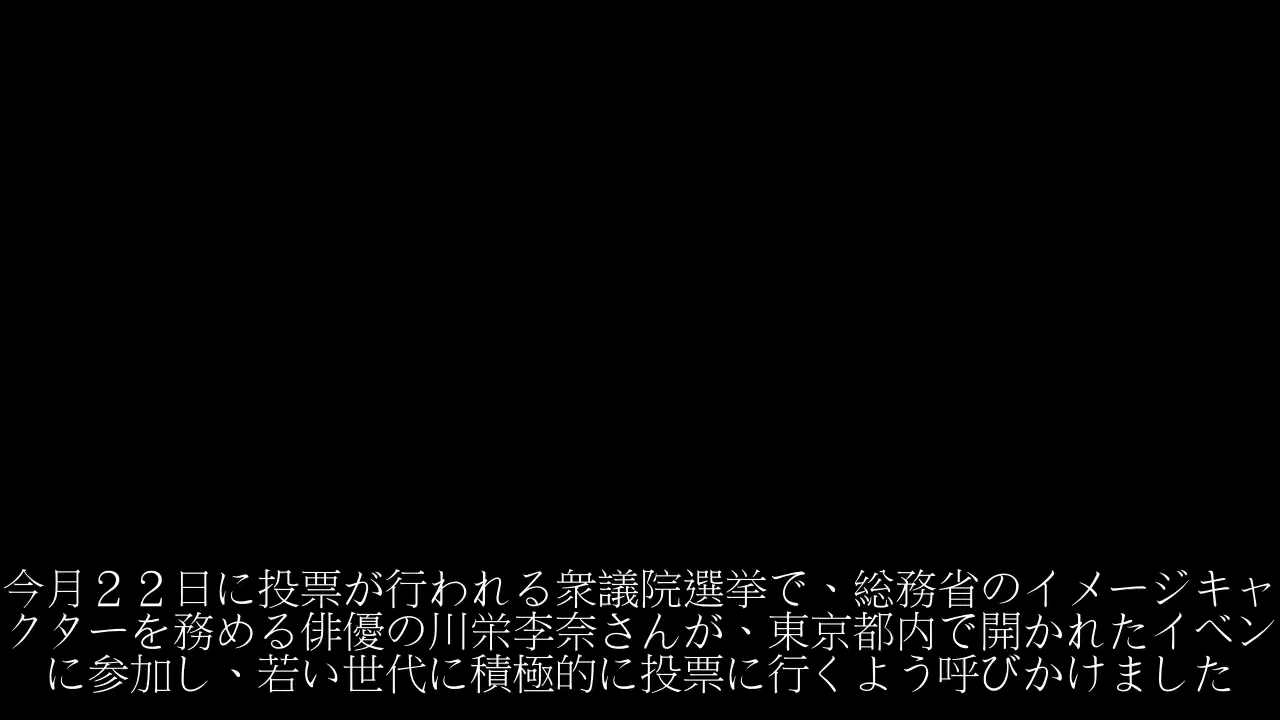 今月２２日に投票が行われる衆議院選挙で、総務省のイメージキャ
クターを務める俳優の川栄李奈さんが、東京都内で開かれたイベン
に参加し、若い世代に積極的に投票に行くよう呼びかけました